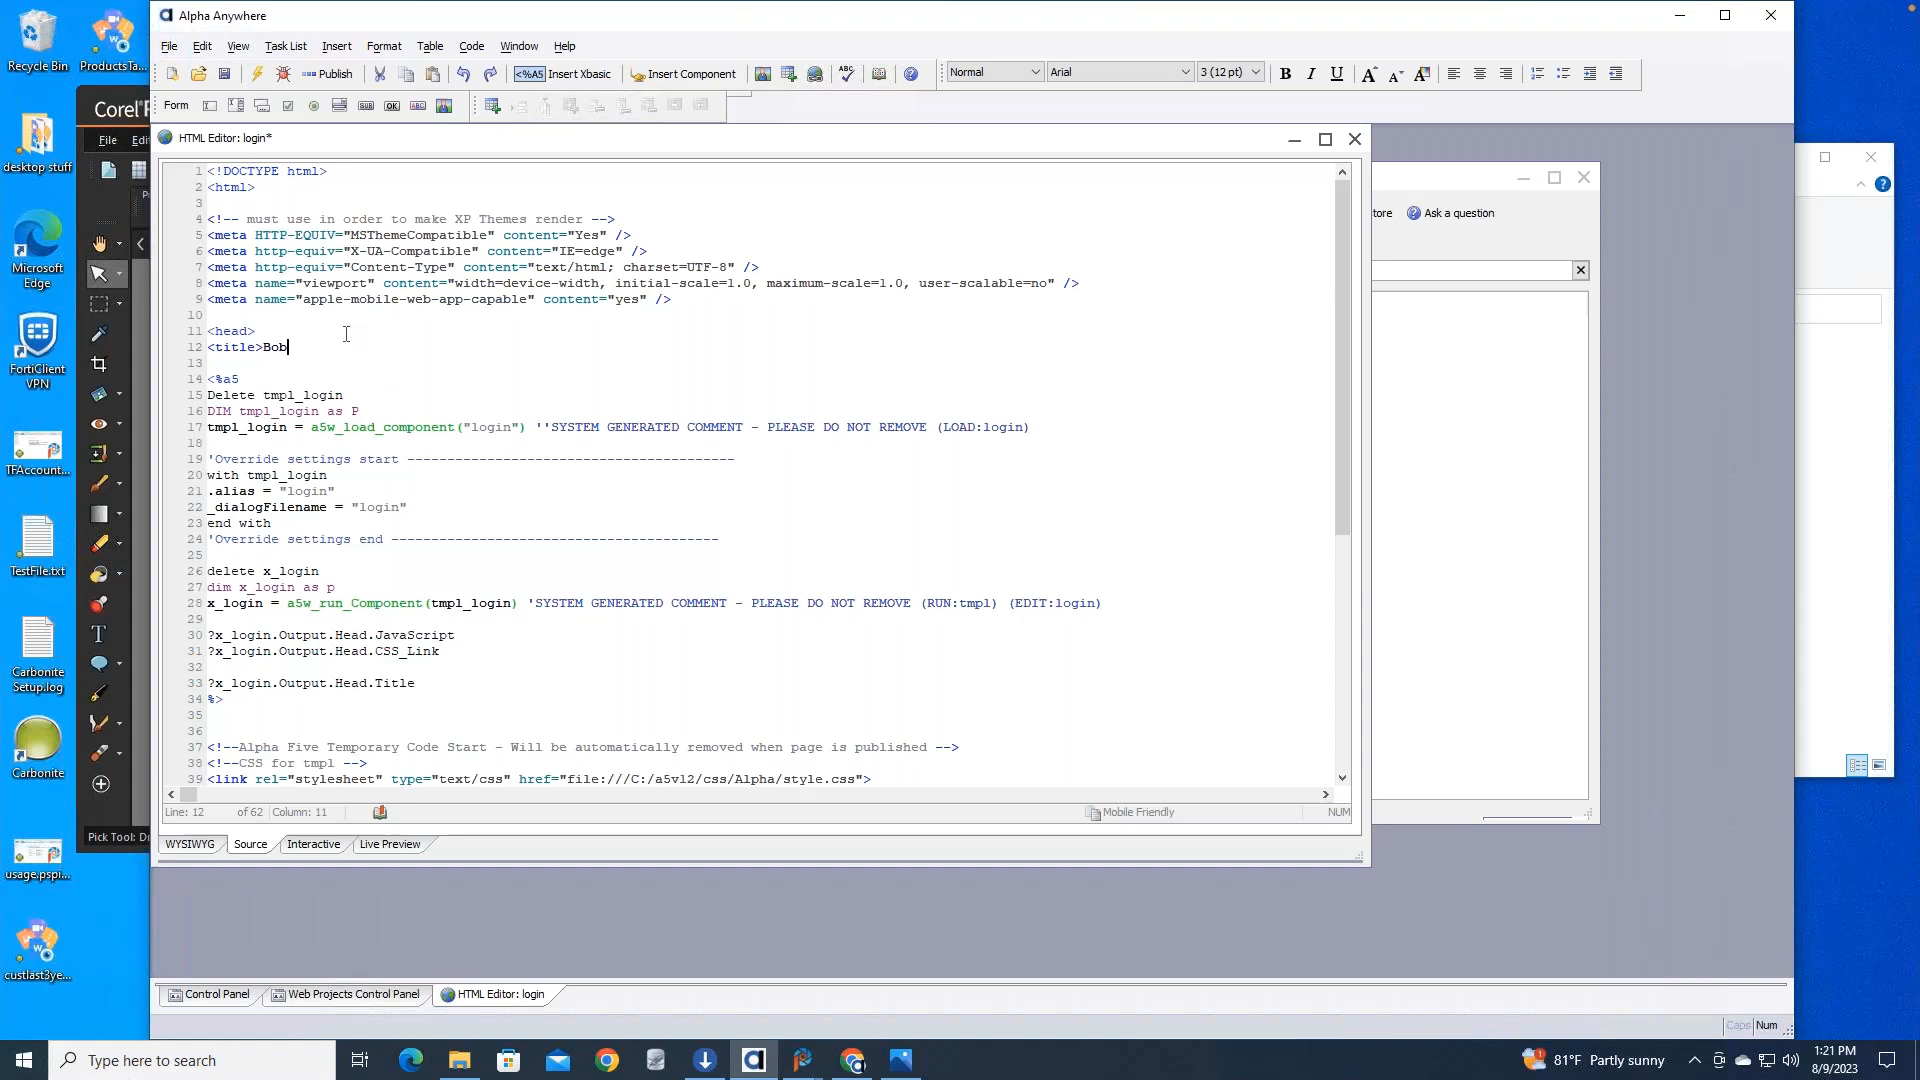 Recycle Bin
ProductsTa...
desktop stuff
Microsoft
Edge
FortiClient
VPN
TFAccount...
TestFile.txt
Carbonite
Setup.log
Carbonite
usage.pspi...
custlast3ye...
File
Pick Tool:
Alpha Anywhere
File Edit View Task List Insert Format Table Code Window Help
Publish <%A5 Insert Xbasic Insert Component ABC Normal Arial 3 (12 pt) B I U A A A
Form SUB OK ABC
HTML Editor: login*
1 <!DOCTYPE html>
2 <html>
3
4 <!-- must use in order to make XP Themes render -->
5 <meta HTTP-EQUIV="MSThemeCompatible" content="Yes" />
6 <meta http-equiv="X-UA-Compatible" content="IE=edge" />
7 <meta http-equiv="Content-Type" content="text/html; charset=UTF-8" />
8 <meta name="viewport" content="width=device-width, initial-scale=1.0, maximum-scale=1.0, user-scalable=no" />
9 <meta name="apple-mobile-web-app-capable" content="yes" />
10
11 <head>
12 <title>Bob
13
14 <%a5
15 Delete tmpl_login
16 DIM tmpl_login as P
17 tmpl_login = a5w_load_component("login") ''SYSTEM GENERATED COMMENT - PLEASE DO NOT REMOVE (LOAD:login)
18
19 'Override settings start -----------------------------------------
20 with tmpl_login
21 .alias = "login"
22 _dialogFilename = "login"
23 end with
24 'Override settings end -----------------------------------------
25
26 delete x_login
27 dim x_login as p
28 x_login = a5w_run_Component(tmpl_login) 'SYSTEM GENERATED COMMENT - PLEASE DO NOT REMOVE (RUN:tmpl) (EDIT:login)
29
30 ?x_login.Output.Head.JavaScript
31 ?x_login.Output.Head.CSS_Link
32
33 ?x_login.Output.Head.Title
34 %>
35
36
37 <!--Alpha Five Temporary Code Start - Will be automatically removed when page is published -->
38 <!--CSS for tmpl -->
39 <link rel="stylesheet" type="text/css" href="file:///C:/a5v12/css/Alpha/style.css">
Line: 12 of 62 Column: 11 Mobile Friendly NUM
WYSIWYG Source Interactive Live Preview
Ask a question
Control Panel Web Projects Control Panel HTML Editor: login
Caps Num
Type here to search
81°F Partly sunny
1:21 PM
8/9/2023